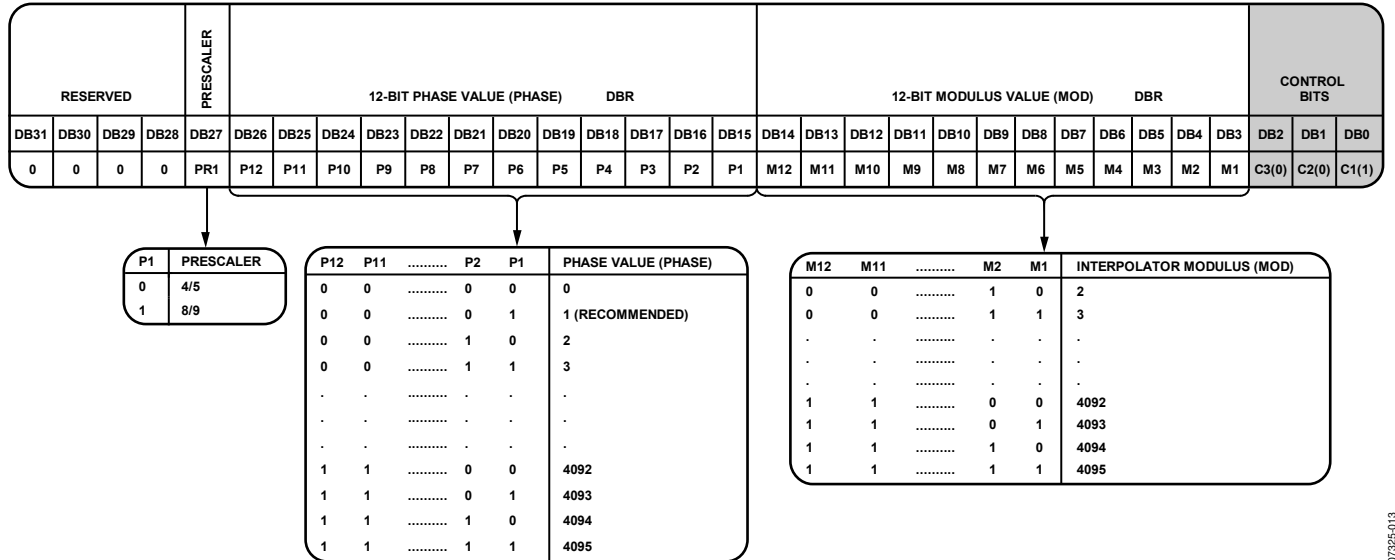 RESERVED PRESCALER 12-BIT PHASE VALUE (PHASE) DBR 12-BIT MODULUS VALUE (MOD) DBR CONTROL BITS
DB31 DB30 DB29 DB28 DB27 DB26 DB25 DB24 DB23 DB22 DB21 DB20 DB19 DB18 DB17 DB16 DB15 DB14 DB13 DB12 DB11 DB10 DB9 DB8 DB7 DB6 DB5 DB4 DB3 DB2 DB1 DB0
0 0 0 0 PR1 P12 P11 P10 P9 P8 P7 P6 P5 P4 P3 P2 P1 M12 M11 M10 M9 M8 M7 M6 M5 M4 M3 M2 M1 C3(0) C2(0) C1(1)
P1 PRESCALER
0 4/5
1 8/9
P12 P11 .......... P2 P1 PHASE VALUE (PHASE)
0 0 .......... 0 0 0
0 0 .......... 0 1 1 (RECOMMENDED)
0 0 .......... 1 0 2
0 0 .......... 1 1 3
. . .......... . . .
. . .......... . . .
. . .......... . . .
1 1 .......... 0 0 4092
1 1 .......... 0 1 4093
1 1 .......... 1 0 4094
1 1 .......... 1 1 4095
M12 M11 .......... M2 M1 INTERPOLATOR MODULUS (MOD)
0 0 .......... 1 0 2
0 0 .......... 1 1 3
. . .......... . . .
. . .......... . . .
. . .......... . . .
1 1 .......... 0 0 4092
1 1 .......... 0 1 4093
1 1 .......... 1 0 4094
1 1 .......... 1 1 4095
07325-013